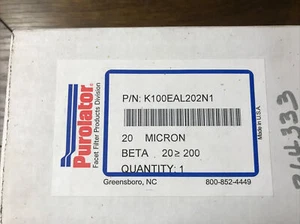 Purolator
Facet Filter Products Division
P/N: K100EAL202N1
20 MICRON
BETA 20≥ 200
QUANTITY: 1
Made in U.S.A.
Greensboro, NC 800-852-4449